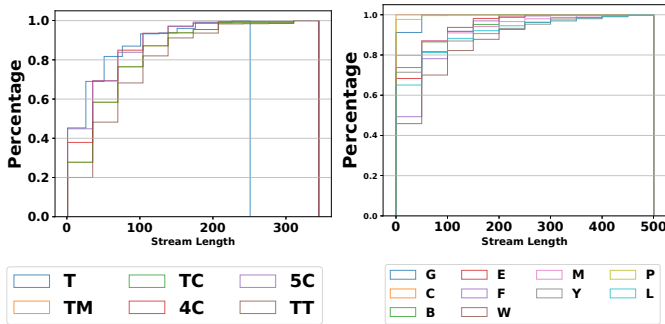 Percentage
1.0
0.8
0.6
0.4
0.2
0.0
0 100 200 300
Stream Length
T TC 5C
TM 4C TT
Percentage
1.0
0.8
0.6
0.4
0.2
0.0
0 100 200 300 400 500
Stream Length
G E M P
C F Y L
B W